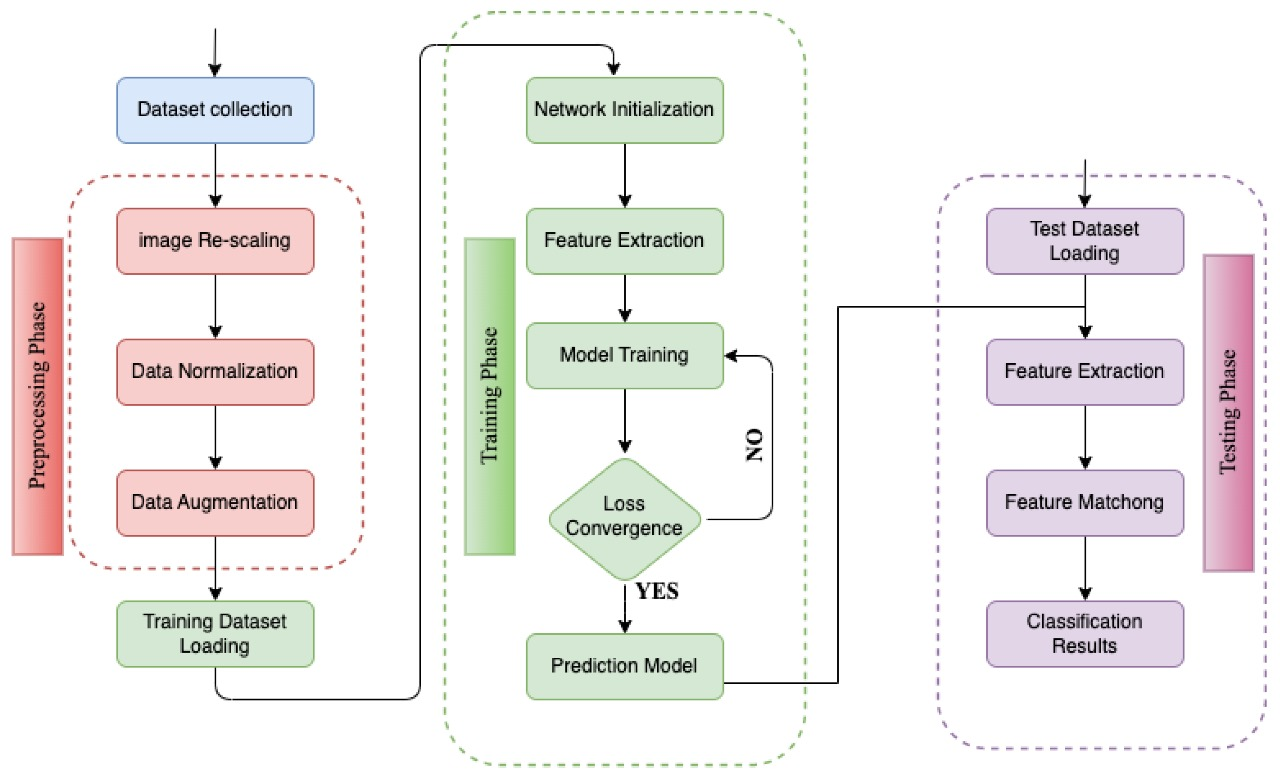 Dataset collection
Preprocessing Phase
image Re-scaling
Data Normalization
Data Augmentation
Training Dataset
Loading
Training Phase
Network Initialization
Feature Extraction
Model Training
NO
Loss
Convergence
YES
Prediction Model
Test Dataset
Loading
Feature Extraction
Feature Matchong
Classification
Results
Testing Phase